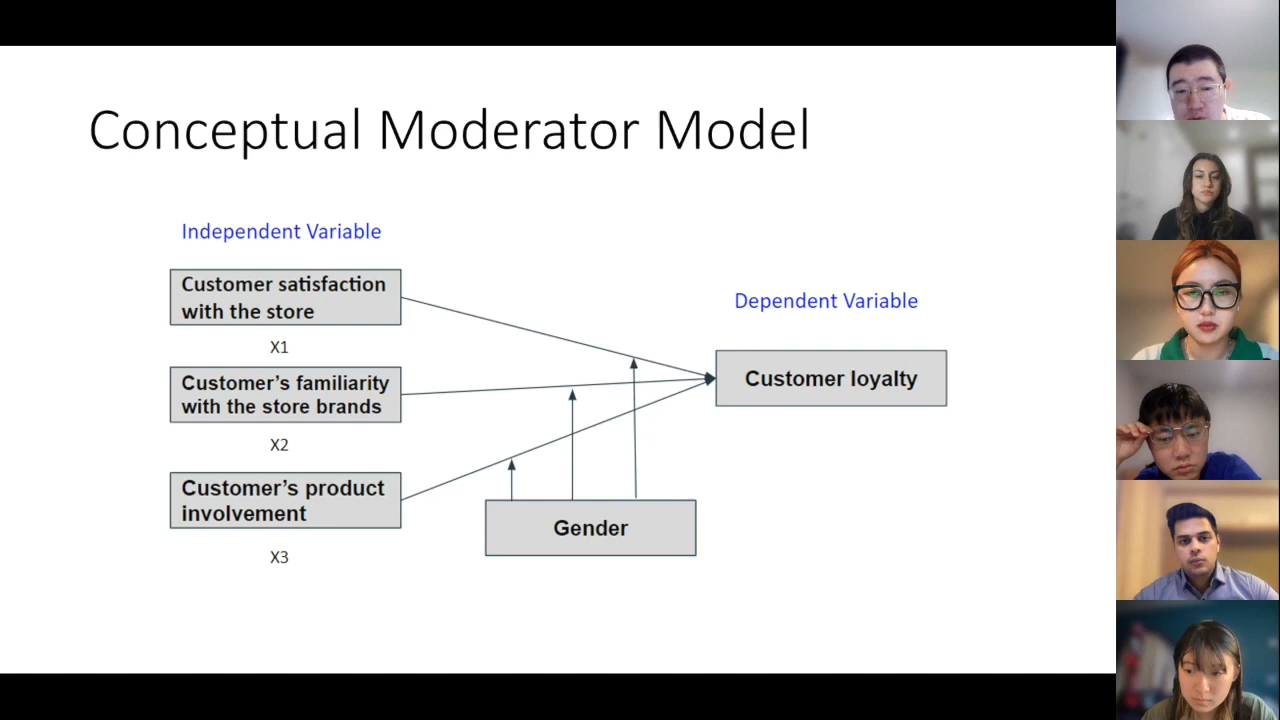 Conceptual Moderator Model
Independent Variable
Customer satisfaction
with the store
X1
Customer’s familiarity
with the store brands
X2
Customer’s product
involvement
X3
Dependent Variable
Customer loyalty
Gender